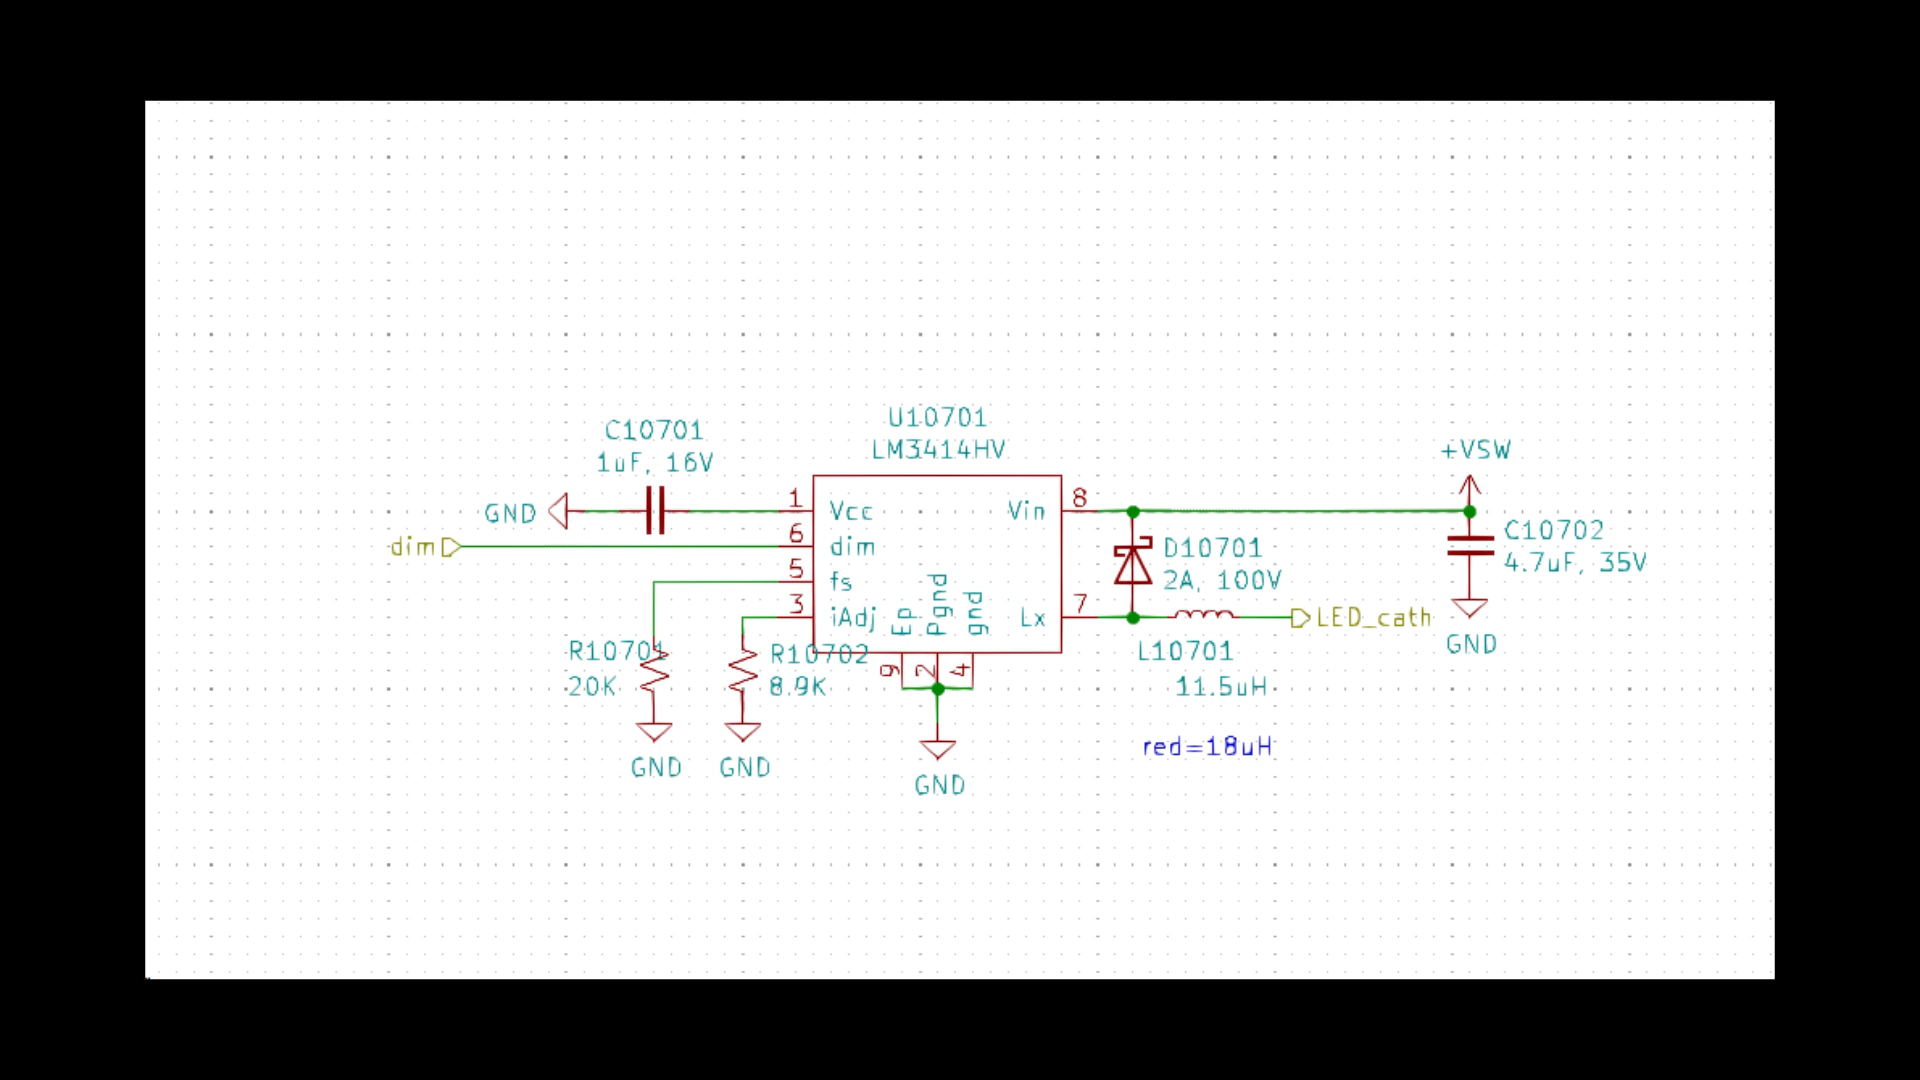 U10701
LM3414HV
C10701
1uF, 16V
+VSW
GND
1
Vcc
Vin
8
dim
6
dim
C10702
4.7uF, 35V
D10701
2A, 100V
5
fs
3
iAdj
Ep
Pgnd
gnd
Lx
7
LED_cath
GND
R10701
20K
R10702
8.9K
9
2
4
L10701
11.5uH
red=18uH
GND
GND
GND